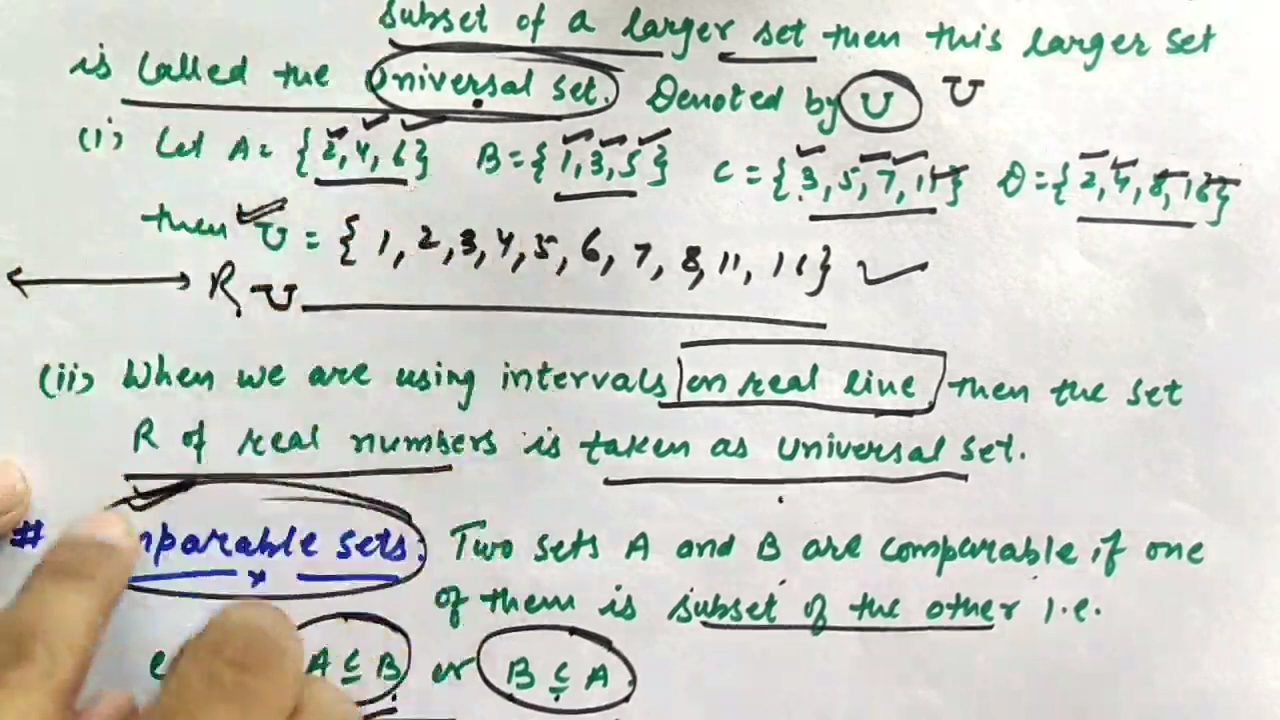 subset of a larger set then this larger set
is called the Universal set. Denoted by U U
(i) Let A = {2,4,6} B = {1,3,5} C = {3,5,7,11} D = {2,4,8,16}
then U = {1,2,3,4,5,6,7,8,11,16}
R U
(ii) When we are using intervals on real line then the set
R of real numbers is taken as universal set.
# comparable sets: Two sets A and B are comparable if one
of them is subset of the other i.e.
A ⊆ B or B ⊆ A